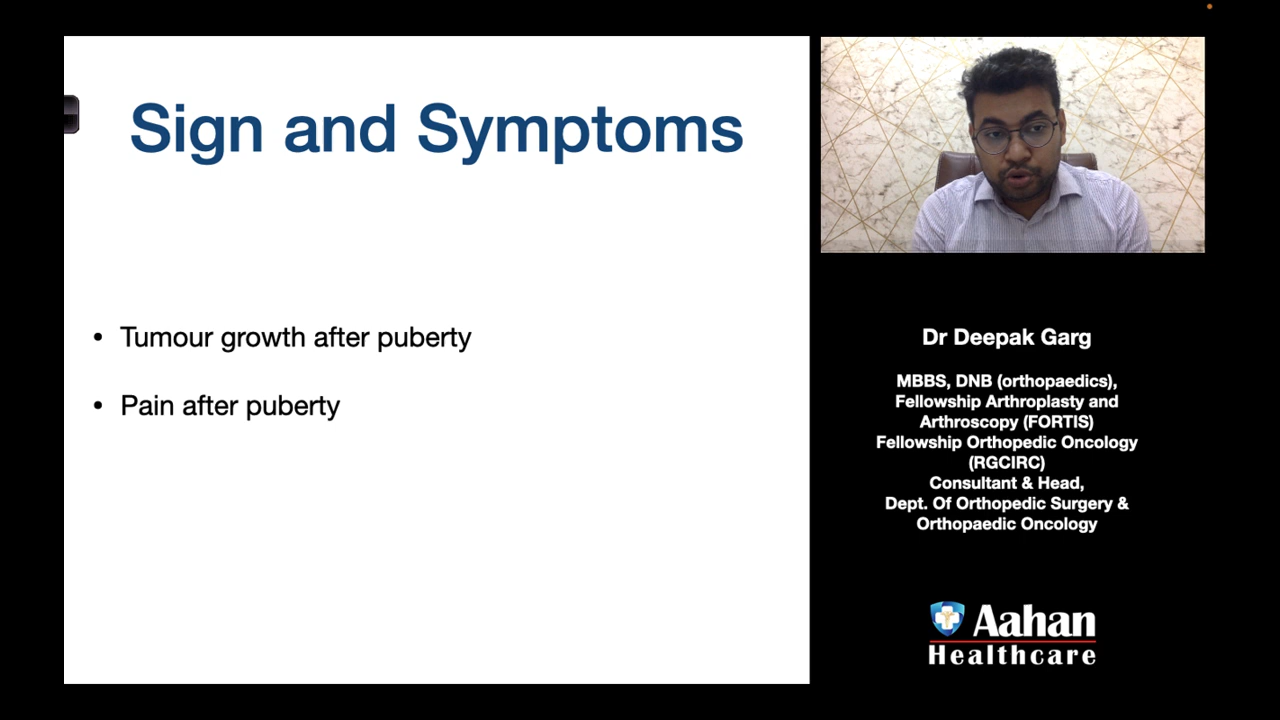 Sign and Symptoms
• Tumour growth after puberty
• Pain after puberty
Dr Deepak Garg
MBBS, DNB (orthopaedics),
Fellowship Arthroplasty and
Arthroscopy (FORTIS)
Fellowship Orthopedic Oncology
(RGCIRC)
Consultant & Head,
Dept. Of Orthopedic Surgery &
Orthopaedic Oncology
Aahan
Healthcare